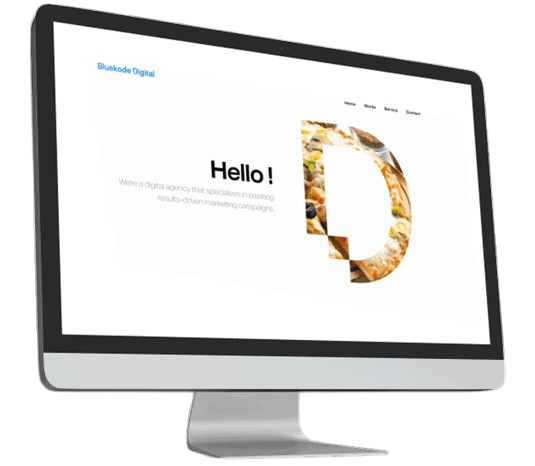 Bluekode Digital
Home Works Service Contact
Hello !
We're a digital agency that specializes in creating
results-driven marketing campaigns.